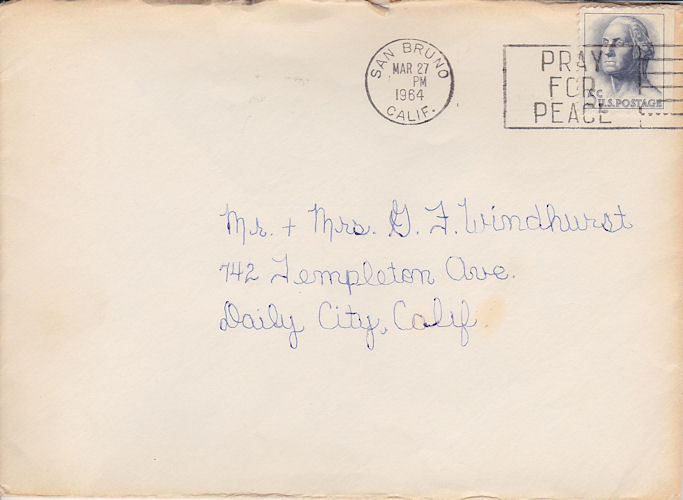 SAN BRUNO
MAR 27
PM
1964
CALIF.
PRAY
FOR
PEACE
¢
U.S.POSTAGE
Mr. + Mrs. G. F. Windhurst
742 Templeton Ave.
Daily City, Calif.